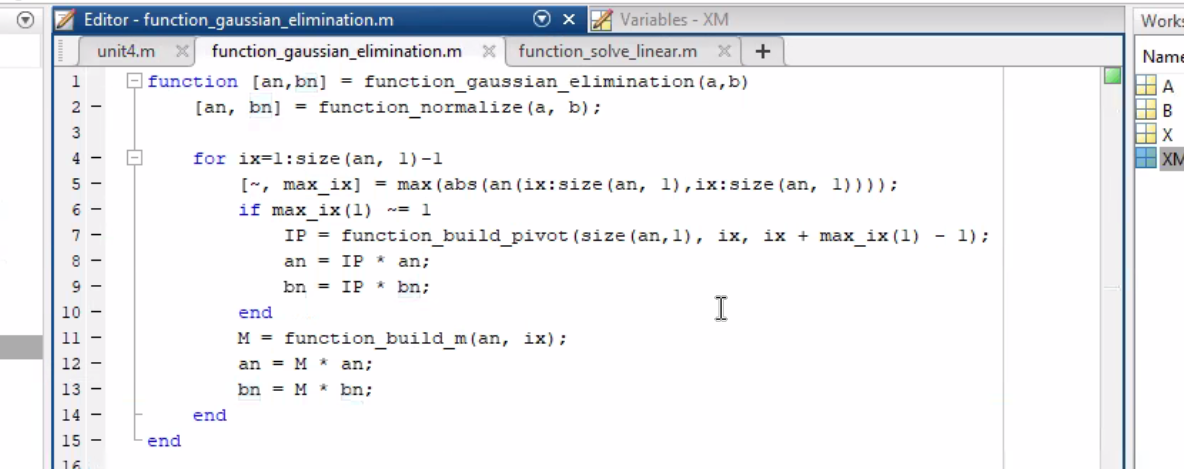 Editor - function_gaussian_elimination.m
Variables - XM
Works
unit4.m
function_gaussian_elimination.m
function_solve_linear.m
Name
1 function [an,bn] = function_gaussian_elimination(a,b)
2 [an, bn] = function_normalize(a, b);
3
4 for ix=1:size(an, 1)-1
5 [~, max_ix] = max(abs(an(ix:size(an, 1),ix:size(an, 1))));
6 if max_ix(1) ~= 1
7 IP = function_build_pivot(size(an,1), ix, ix + max_ix(1) - 1);
8 an = IP * an;
9 bn = IP * bn;
10 end
11 M = function_build_m(an, ix);
12 an = M * an;
13 bn = M * bn;
14 end
15 end
16
A
B
X
XM